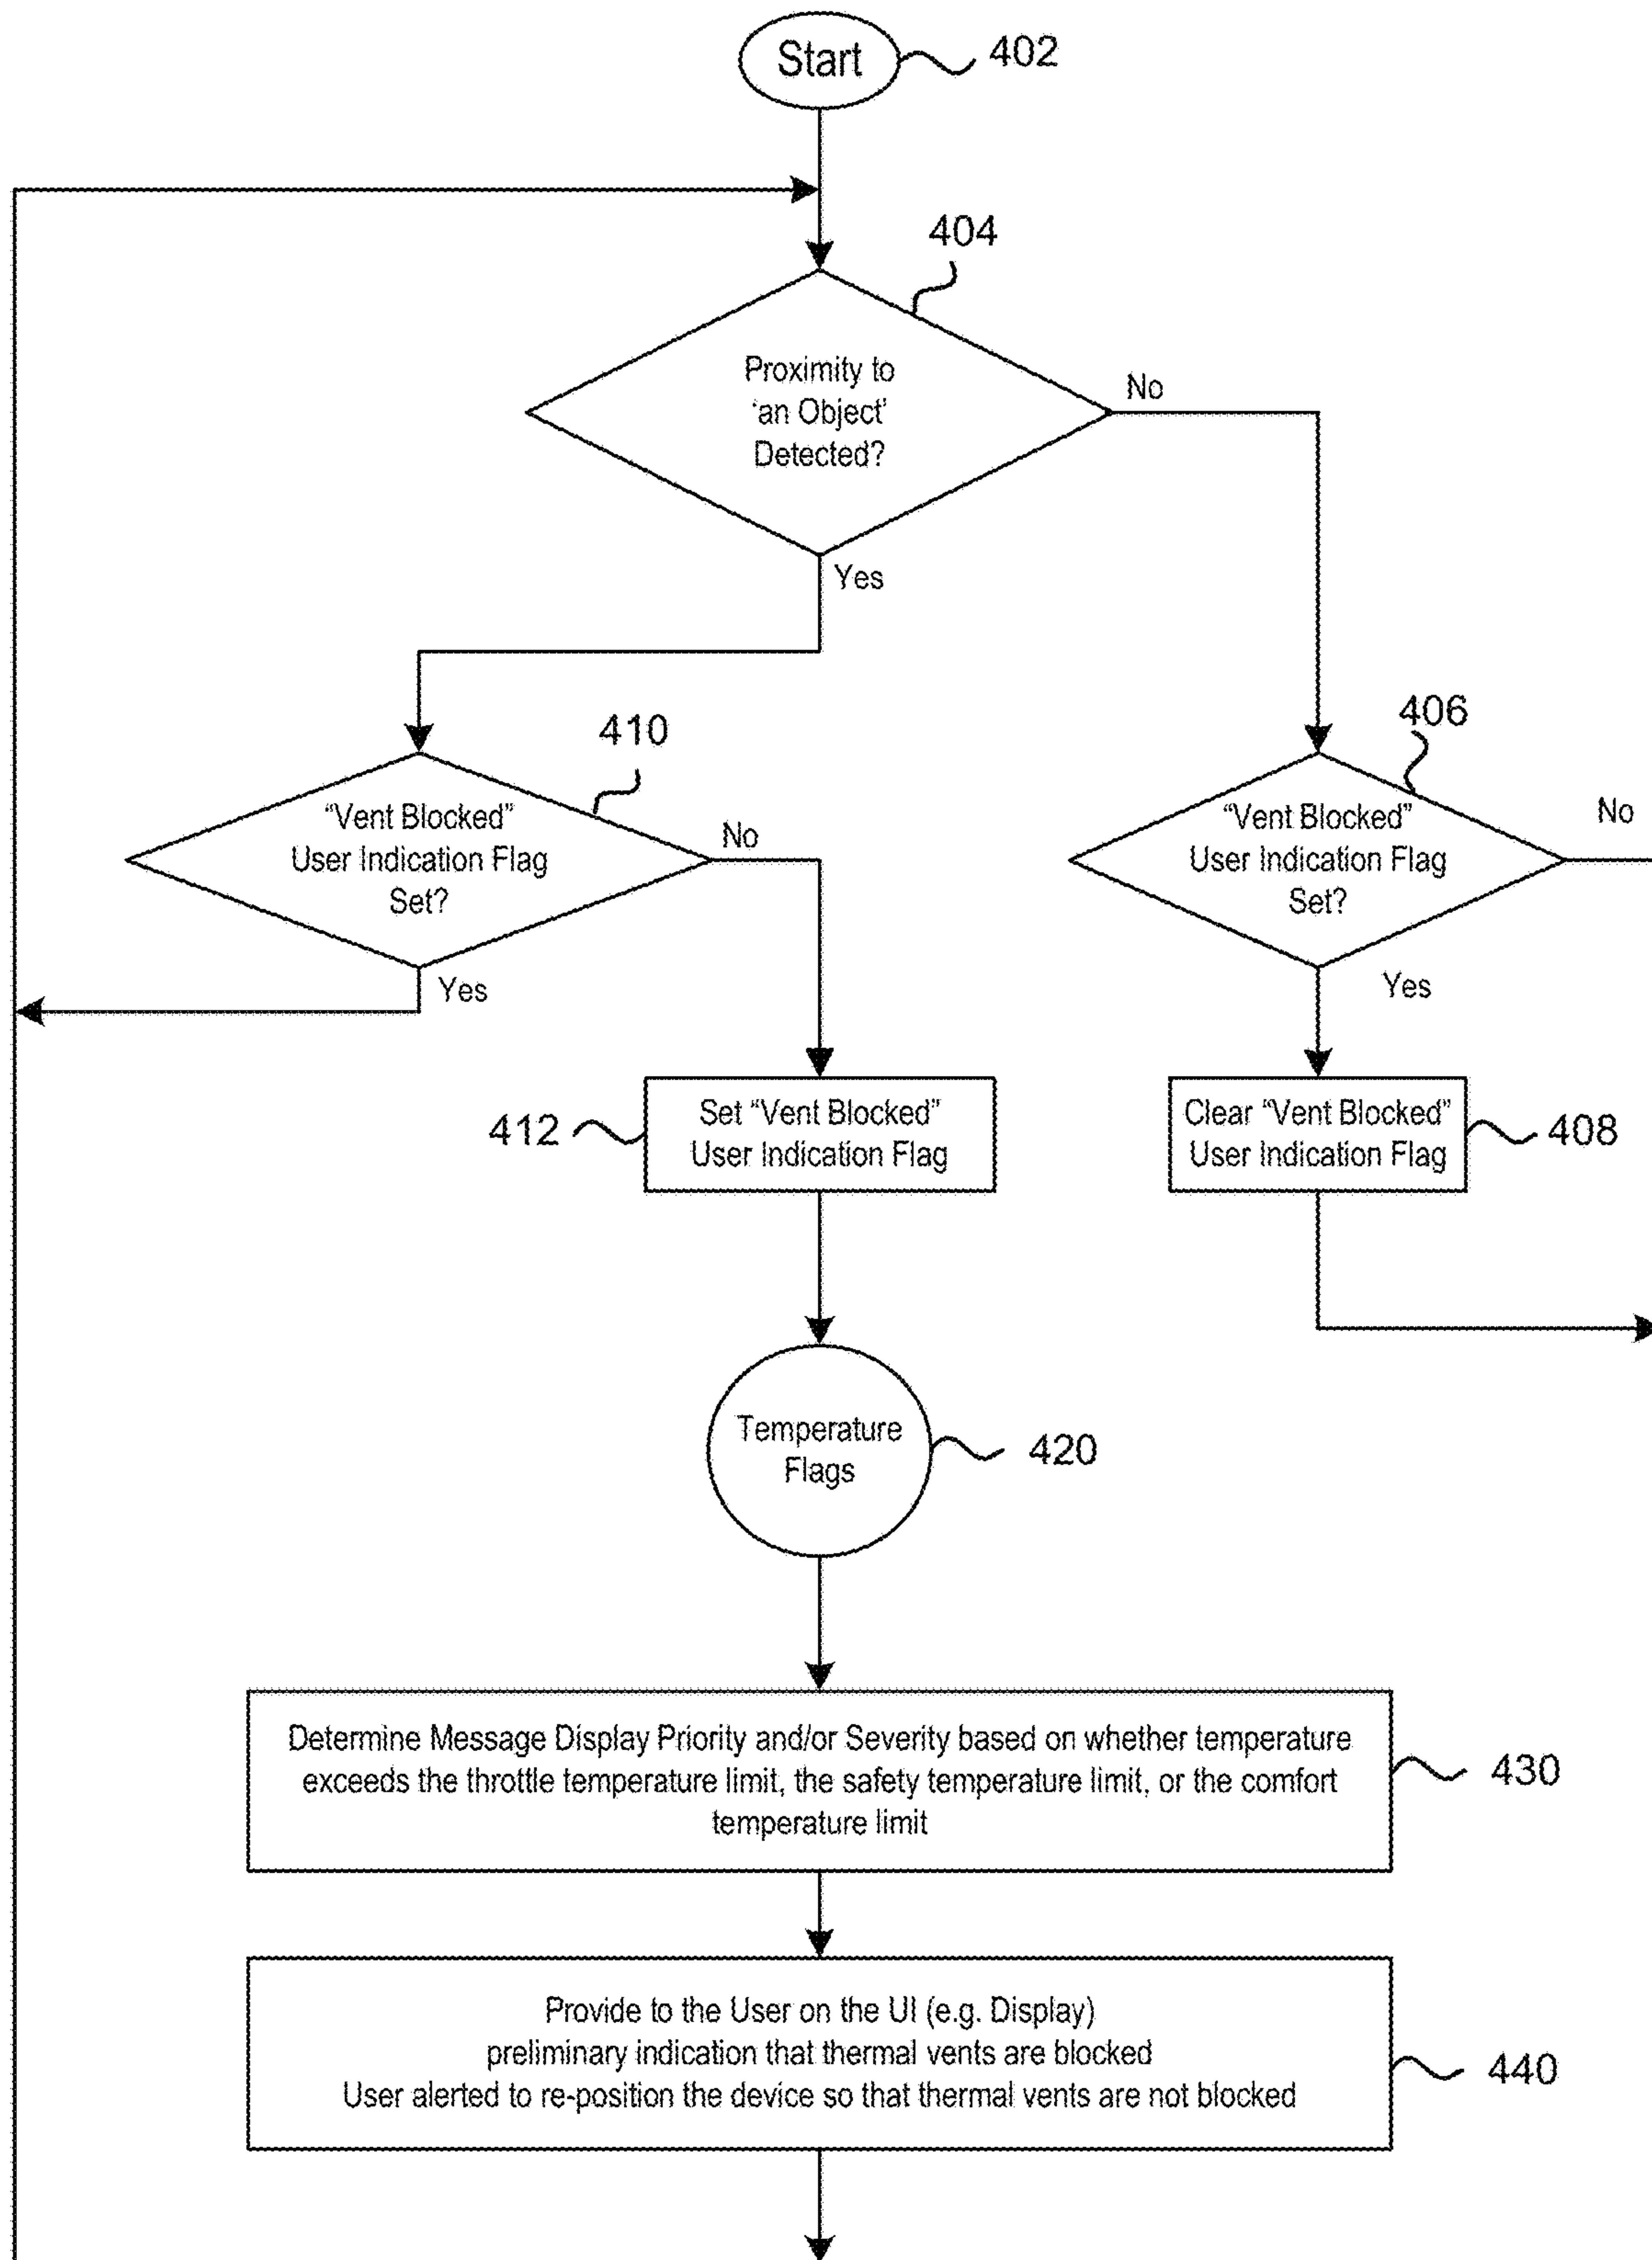 Start
402
404
Proximity to
‘an Object’
Detected?
No
Yes
410
“Vent Blocked”
User Indication Flag
Set?
No
Yes
406
“Vent Blocked”
User Indication Flag
Set?
No
Yes
412
Set “Vent Blocked”
User Indication Flag
Clear “Vent Blocked”
User Indication Flag
408
Temperature
Flags
420
Determine Message Display Priority and/or Severity based on whether temperature
exceeds the throttle temperature limit, the safety temperature limit, or the comfort
temperature limit
430
Provide to the User on the UI (e.g. Display)
preliminary indication that thermal vents are blocked
User alerted to re-position the device so that thermal vents are not blocked
440